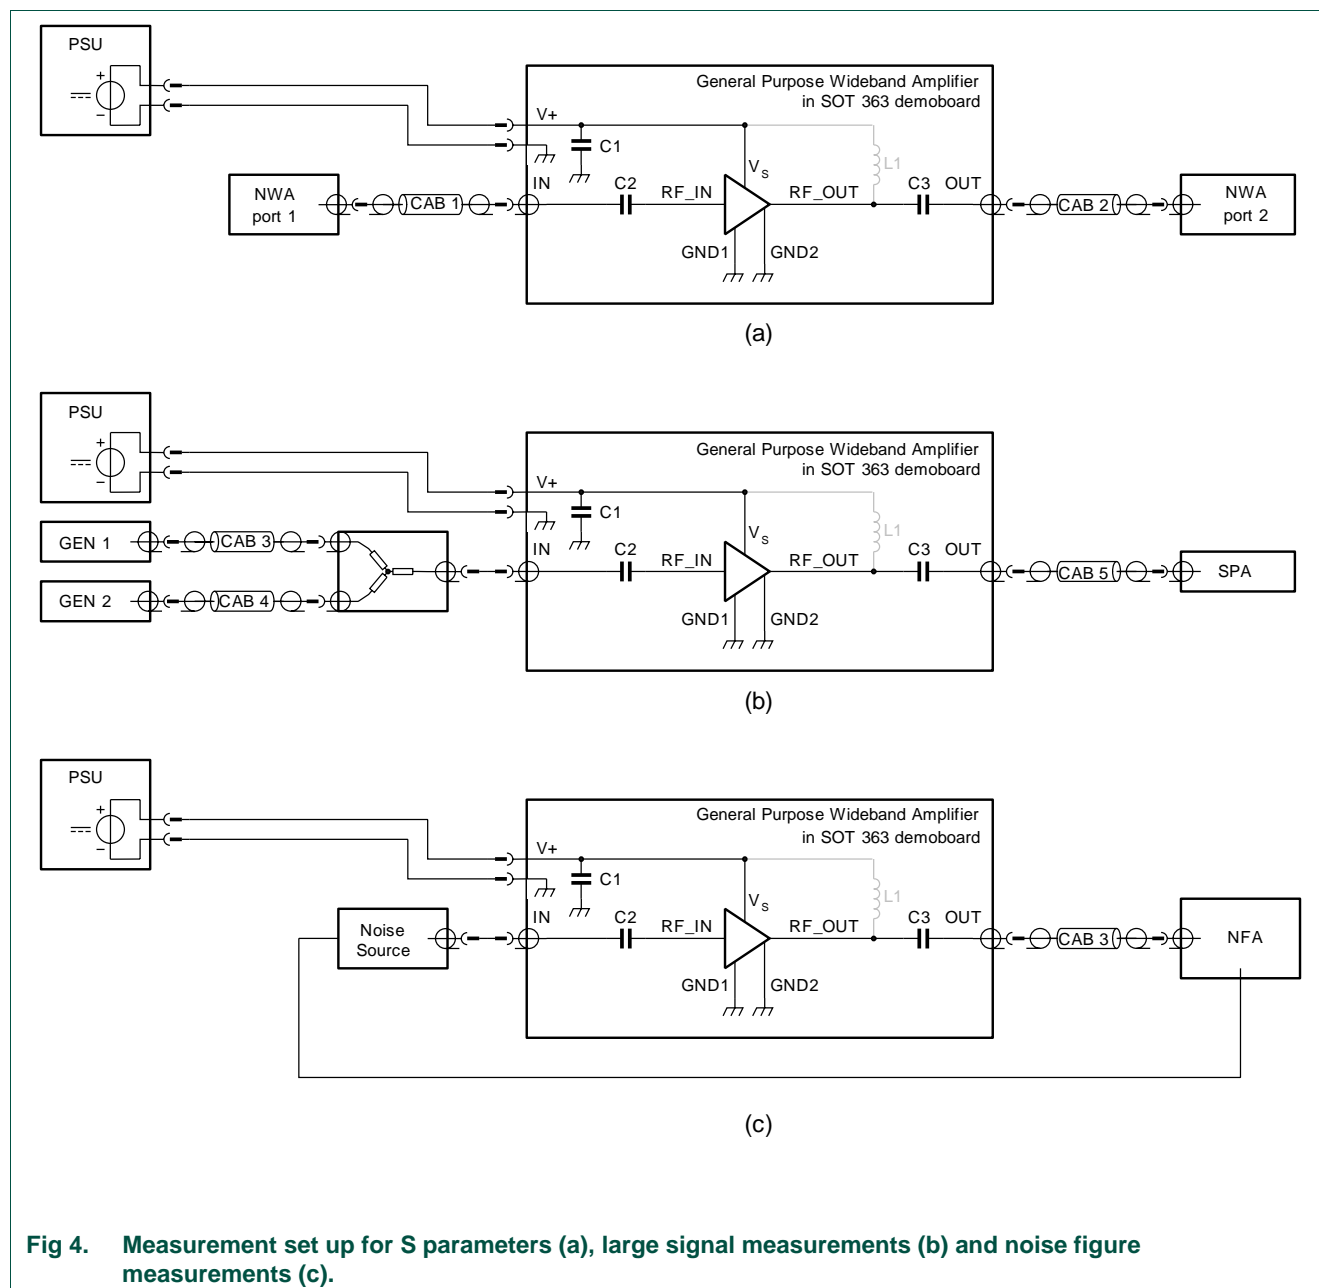 PSU
+
−
General Purpose Wideband Amplifier
in SOT 363 demoboard
V+
C1
L1
VS
NWA
port 1
CAB 1
IN
C2
RF_IN
RF_OUT
C3
OUT
CAB 2
NWA
port 2
GND1
GND2
(a)
PSU
+
−
General Purpose Wideband Amplifier
in SOT 363 demoboard
V+
C1
L1
VS
GEN 1
CAB 3
GEN 2
CAB 4
IN
C2
RF_IN
RF_OUT
C3
OUT
CAB 5
SPA
GND1
GND2
(b)
PSU
+
−
General Purpose Wideband Amplifier
in SOT 363 demoboard
V+
C1
L1
VS
Noise
Source
IN
C2
RF_IN
RF_OUT
C3
OUT
CAB 3
NFA
GND1
GND2
(c)
Fig 4. Measurement set up for S parameters (a), large signal measurements (b) and noise figure
measurements (c).